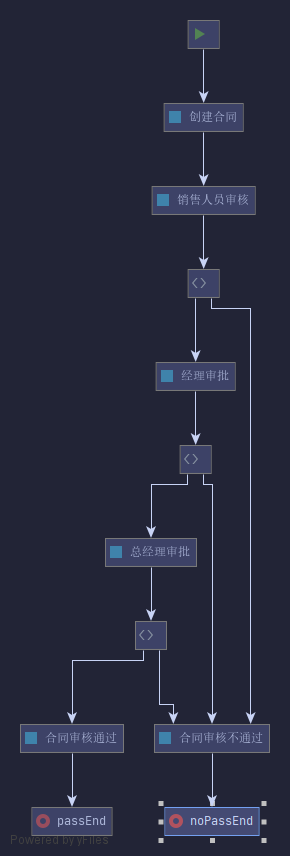 创建合同
销售人员审核
<>
经理审批
<>
总经理审批
<>
合同审核通过
合同审核不通过
passEnd
noPassEnd
Powered by yFiles